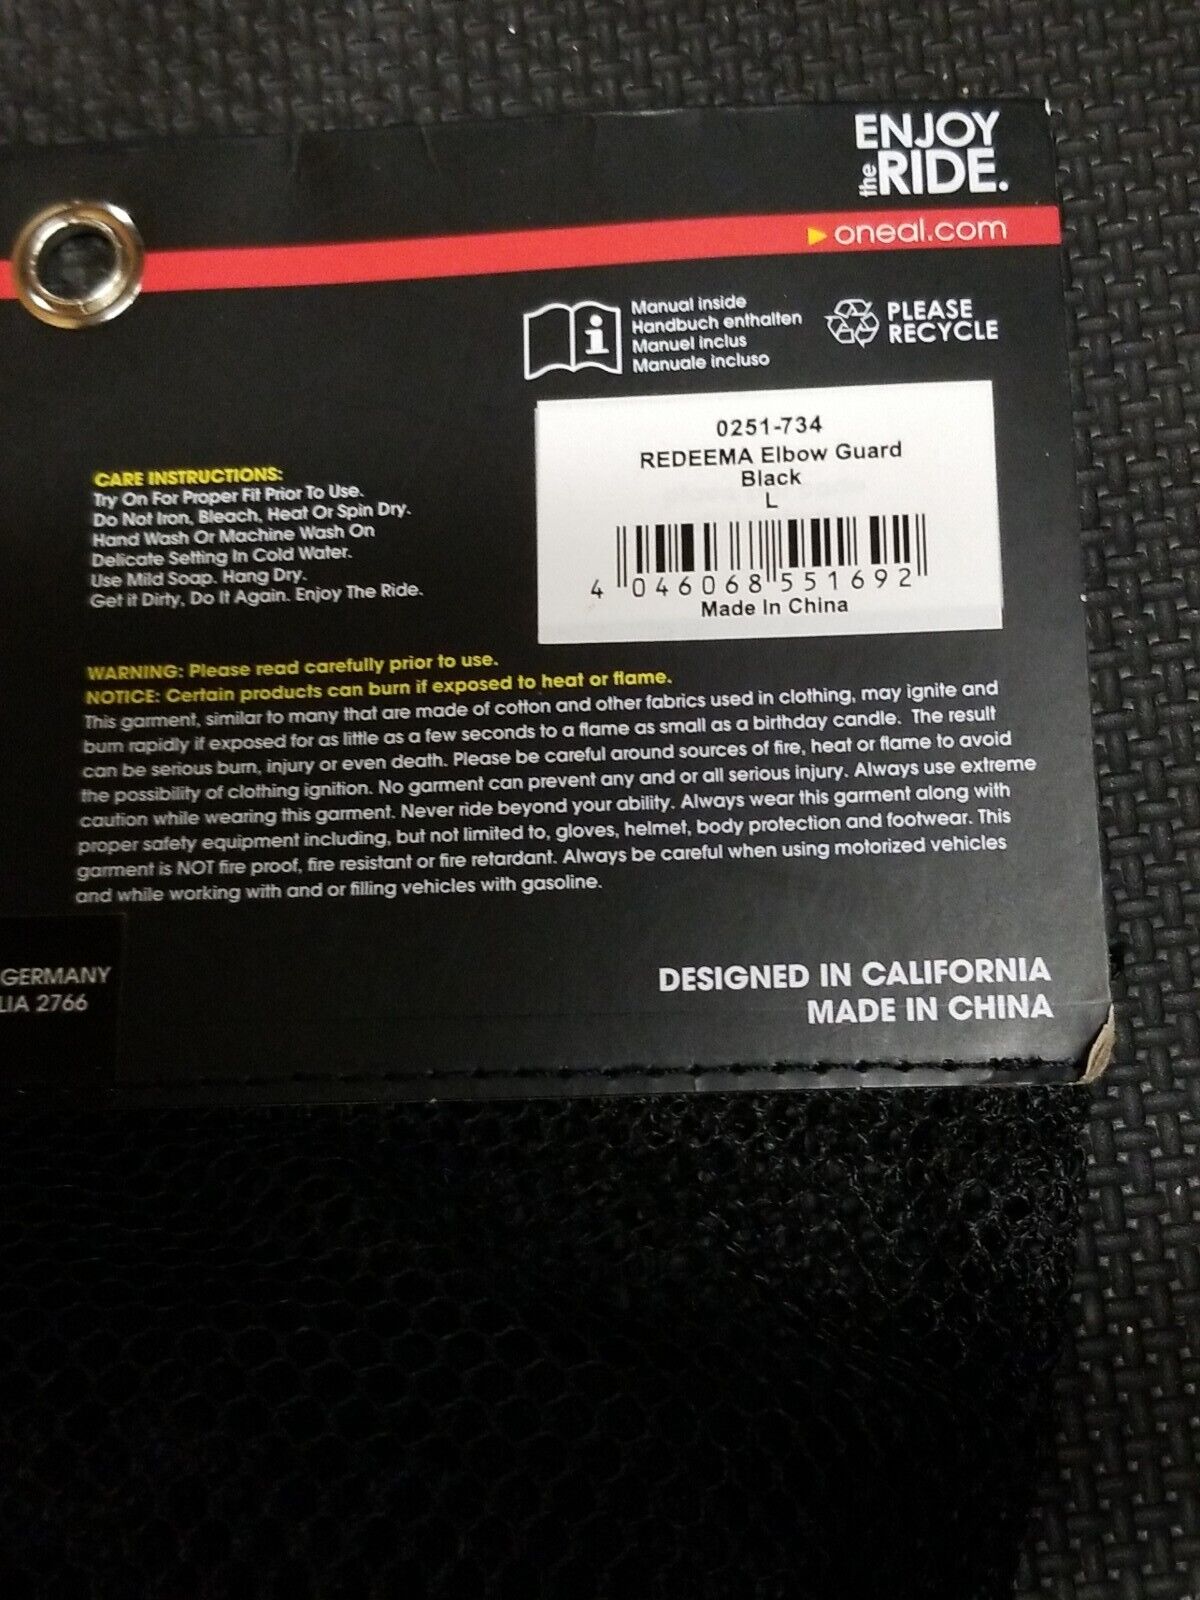 ENJOY
the RIDE.
oneal.com
Manual inside
Handbuch enthalten
Manuel inclus
Manuale incluso
PLEASE
RECYCLE
0251-734
REDEEMA Elbow Guard
Black
L
4 046068 551692
Made In China
CARE INSTRUCTIONS:
Try On For Proper Fit Prior To Use.
Do Not Iron, Bleach, Heat Or Spin Dry.
Hand Wash Or Machine Wash On
Delicate Setting In Cold Water.
Use Mild Soap. Hang Dry.
Get it Dirty, Do It Again. Enjoy The Ride.
WARNING: Please read carefully prior to use.
NOTICE: Certain products can burn if exposed to heat or flame.
This garment, similar to many that are made of cotton and other fabrics used in clothing, may ignite and
burn rapidly if exposed for as little as a few seconds to a flame as small as a birthday candle. The result
can be serious burn, injury or even death. Please be careful around sources of fire, heat or flame to avoid
the possibility of clothing ignition. No garment can prevent any and or all serious injury. Always use extreme
caution while wearing this garment. Never ride beyond your ability. Always wear this garment along with
proper safety equipment including, but not limited to, gloves, helmet, body protection and footwear. This
garment is NOT fire proof, fire resistant or fire retardant. Always be careful when using motorized vehicles
and while working with and or filling vehicles with gasoline.
GERMANY
LIA 2766
DESIGNED IN CALIFORNIA
MADE IN CHINA